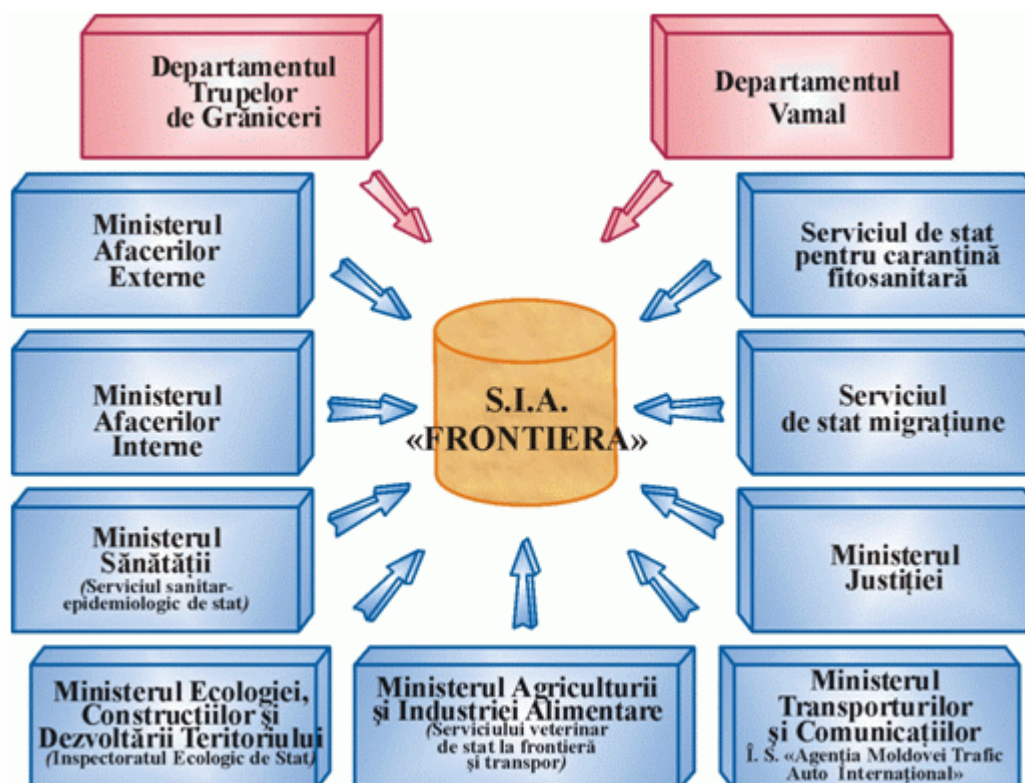 Departamentul
Trupelor
de Grăniceri
Departamentul
Vamal
Ministerul
Afacerilor
Externe
Serviciul de stat
pentru carantină
fitosanitară
S.I.A.
«FRONTIERA»
Ministerul
Afacerilor
Interne
Serviciul
de stat migrațiune
Ministerul
Sănătății
(Serviciul sanitar-
epidemiologic de stat)
Ministerul
Justiției
Ministerul Ecologiei,
Construcțiilor și
Dezvoltării Teritoriului
(Inspectoratul Ecologic de Stat)
Ministerul Agriculturii
și Industriei Alimentare
(Serviciului veterinar
de stat la frontieră
și transpor)
Ministerul
Transporturilor
și Comunicațiilor
Î. S. «Agenția Moldovei Trafic
Auto Internațional»